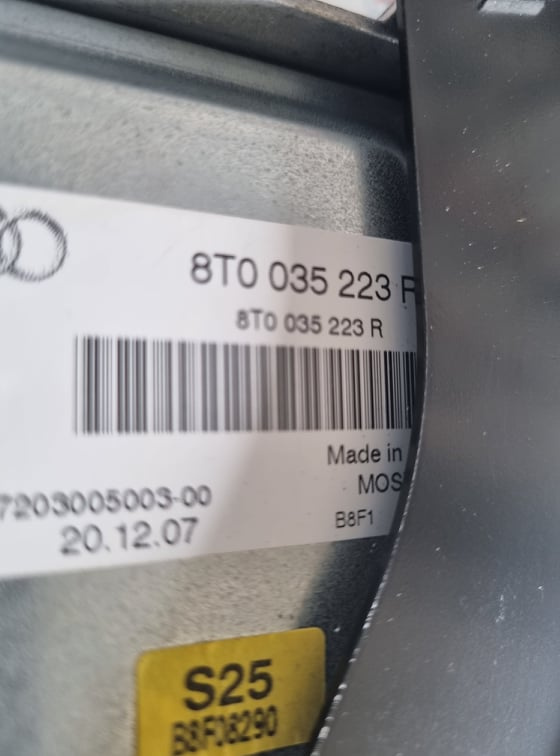 8T0 035 223 R
8T0 035 223 R
Made in
MOS
7203005003-00
B8F1
20.12.07
S25
B8F08290